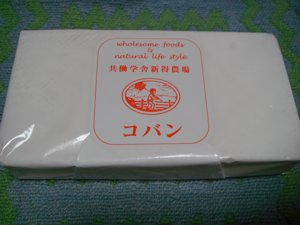 wholesome foods
&
natural life style
共働学舎新得農場
コバン